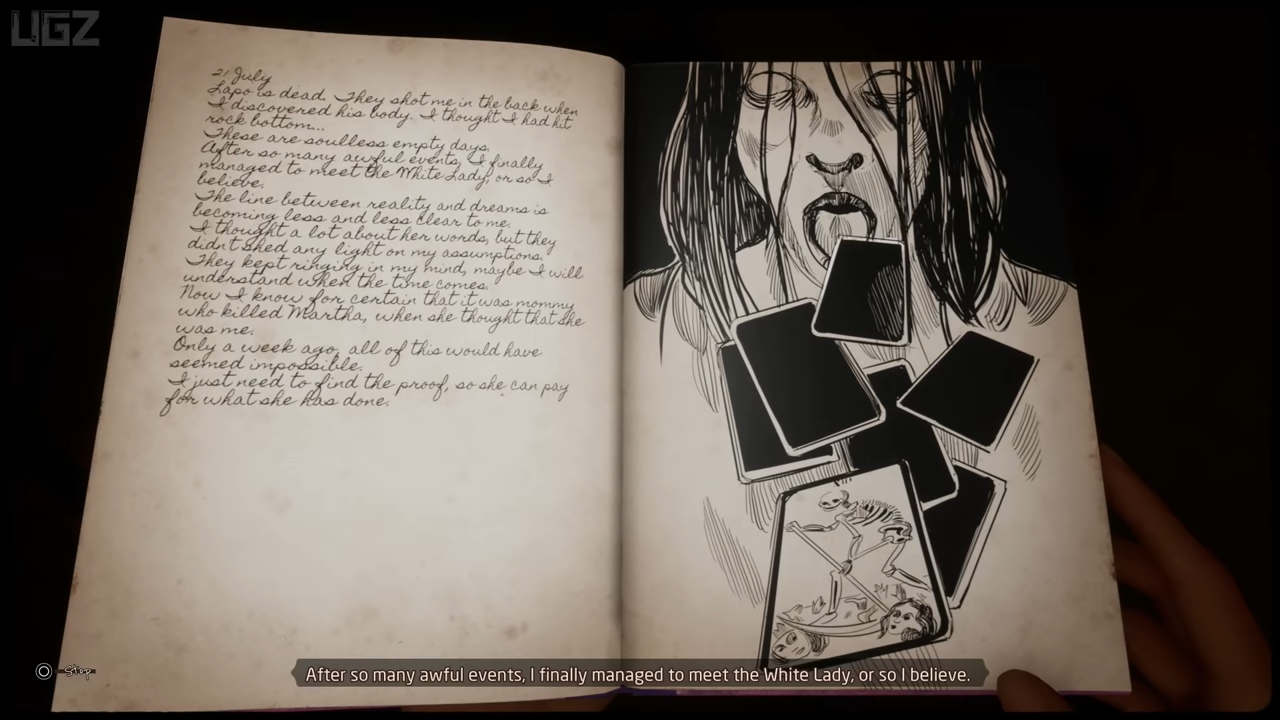 UGZ
21 July
Lapo is dead. They shot me in the back when
I discovered his body. I thought I had hit
rock bottom...
These are soulless empty days.
After so many awful events, I finally
managed to meet the White Lady, or so I
believe.
The line between reality and dreams is
becoming less and less clear to me.
I thought a lot about her words, but they
didn't shed any light on my assumptions.
They kept ringing in my mind, maybe I will
understand when the time comes.
Now I know for certain that it was mommy
who killed Martha, when she thought that she
was me.
Only a week ago, all of this would have
seemed impossible.
I just need to find the proof, so she can pay
for what she has done.
Stop
After so many awful events, I finally managed to meet the White Lady, or so I believe.